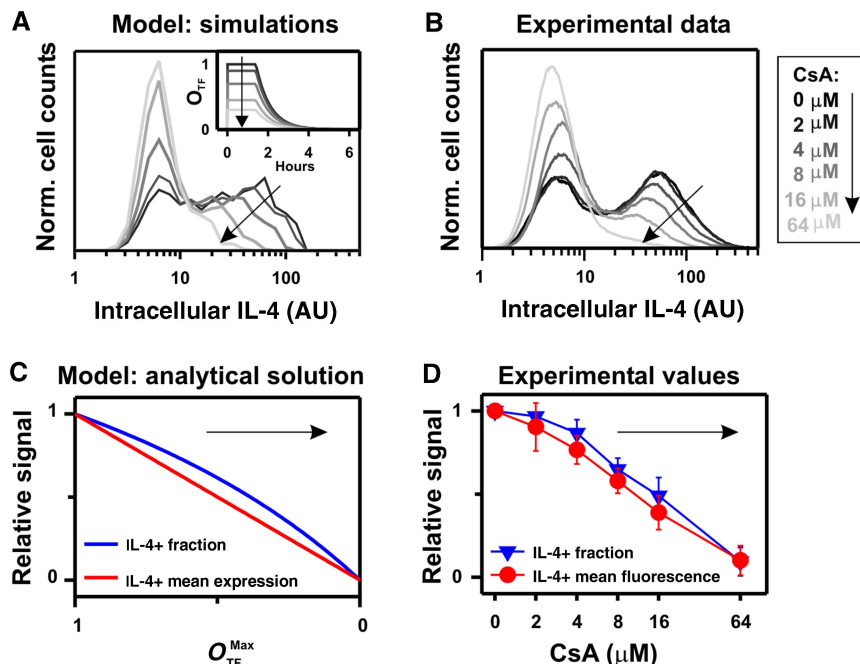 A Model: simulations
Norm. cell counts
O_TF
1
0
0 2 4 6
Hours
1 10 100
Intracellular IL-4 (AU)
B Experimental data
Norm. cell counts
1 10 100
Intracellular IL-4 (AU)
CsA:
0 μM
2 μM
4 μM
8 μM
16 μM
64 μM
C Model: analytical solution
Relative signal
1
0
IL-4+ fraction
IL-4+ mean expression
1 0
O_TF^Max
D Experimental values
Relative signal
1
0
IL-4+ fraction
IL-4+ mean fluorescence
0 2 4 8 16 64
CsA (μM)